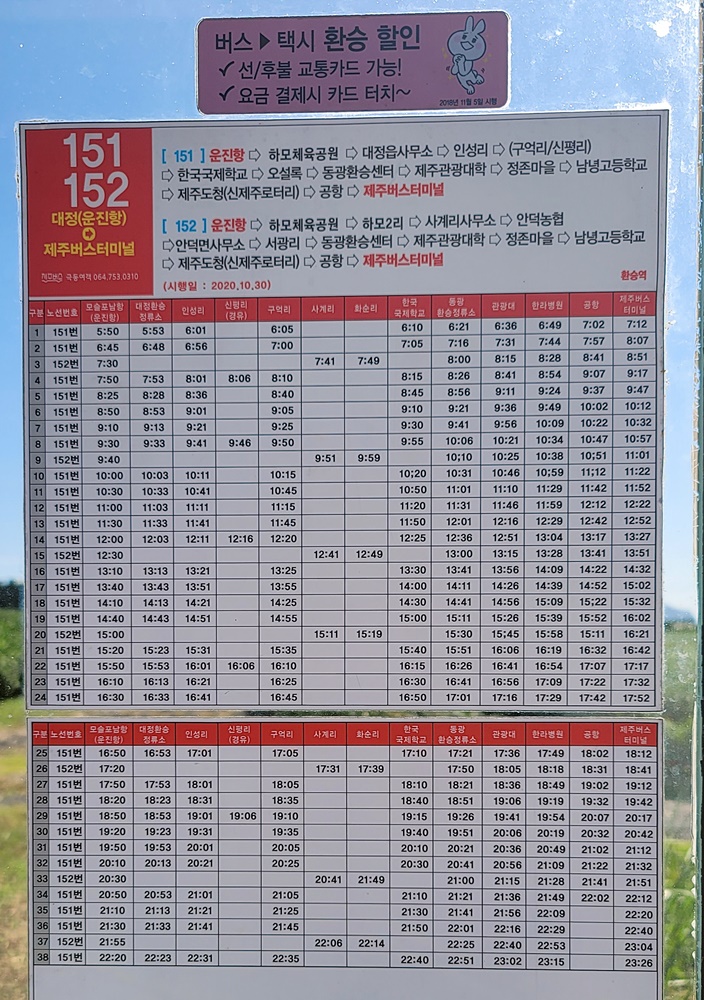 버스 ▶ 택시 환승 할인
✓ 선/후불 교통카드 가능!
✓ 요금 결제시 카드 터치~
2018년 11월 5일 시행
151
152
대정(운진항)
제주버스터미널
극동여객 064.753.0310
[ 151 ] 운진항 ⇨ 하모체육공원 ⇨ 대정읍사무소 ⇨ 인성리 ⇨ (구억리/신평리)
⇨ 한국국제학교 ⇨ 오설록 ⇨ 동광환승센터 ⇨ 제주관광대학 ⇨ 정존마을 ⇨ 남녕고등학교
⇨ 제주도청(신제주로터리) ⇨ 공항 ⇨ 제주버스터미널
[ 152 ] 운진항 ⇨ 하모체육공원 ⇨ 하모2리 ⇨ 사계리사무소 ⇨ 안덕농협
⇨안덕면사무소 ⇨ 서광리 ⇨ 동광환승센터 ⇨ 제주관광대학 ⇨ 정존마을 ⇨ 남녕고등학교
⇨ 제주도청(신제주로터리) ⇨ 공항 ⇨ 제주버스터미널
(시행일 : 2020,10,30)
환승역
구분 노선번호 모슬포남항(운진항) 대정환승정류소 인성리 신평리(경유) 구억리 사계리 화순리 한국국제학교 동광환승정류소 관광대 한라병원 공항 제주버스터미널
1 151번 5:50 5:53 6:01 6:05 6:10 6:21 6:36 6:49 7:02 7:12
2 151번 6:45 6:48 6:56 7:00 7:05 7:16 7:31 7:44 7:57 8:07
3 152번 7:30 7:41 7:49 8:00 8:15 8:28 8:41 8:51
4 151번 7:50 7:53 8:01 8:06 8:10 8:15 8:26 8:41 8:54 9:07 9:17
5 151번 8:25 8:28 8:36 8:40 8:45 8:56 9:11 9:24 9:37 9:47
6 151번 8:50 8:53 9:01 9:05 9:10 9:21 9:36 9:49 10:02 10:12
7 151번 9:10 9:13 9:21 9:25 9:30 9:41 9:56 10:09 10:22 10:32
8 151번 9:30 9:33 9:41 9:46 9:50 9:55 10:06 10:21 10:34 10:47 10:57
9 152번 9:40 9:51 9:59 10;10 10:25 10:38 10;51 11:01
10 151번 10:00 10:03 10:11 10:15 10;20 10:31 10:46 10;59 11;12 11:22
11 151번 10:30 10:33 10:41 10:45 10:50 11:01 11:10 11:29 11:42 11:52
12 151번 11:00 11:03 11:11 11:15 11:20 11:31 11:46 11:59 12:12 12:22
13 151번 11:30 11:33 11:41 11:45 11:50 12:01 12:16 12:29 12:42 12:52
14 151번 12:00 12:03 12:11 12:16 12:20 12:25 12:36 12:51 13:04 13:17 13:27
15 152번 12:30 12:41 12:49 13:00 13:15 13:28 13:41 13:51
16 151번 13:10 13:13 13:21 13:25 13:30 13:41 13:56 14:09 14:22 14:32
17 151번 13:40 13:43 13:51 13:55 14:00 14:11 14:26 14:39 14:52 15:02
18 151번 14:10 14:13 14:21 14:25 14:30 14:41 14:56 15:09 15;22 15:32
19 151번 14:40 14:43 14:51 14:55 15:00 15:11 15:26 15:39 15:52 16:02
20 152번 15:00 15:11 15:19 15:30 15;45 15:58 15:11 16:21
21 151번 15:20 15:23 15:31 15:35 15:40 15:51 16:06 16:19 16:32 16:42
22 151번 15:50 15:53 16:01 16:06 16:10 16:15 16:26 16:41 16:54 17:07 17:17
23 151번 16:10 16:13 16:21 16:25 16:30 16:41 16:56 17:09 17:22 17:32
24 151번 16:30 16:33 16:41 16:45 16:50 17:01 17:16 17:29 17:42 17:52
구분 노선번호 모슬포남항(운진항) 대정환승정류소 인성리 신평리(경유) 구억리 사계리 화순리 한국국제학교 동광환승정류소 관광대 한라병원 공항 제주버스터미널
25 151번 16:50 16:53 17:01 17:05 17:10 17:21 17:36 17:49 18:02 18:12
26 152번 17:20 17:31 17:39 17:50 18:05 18:18 18:31 18:41
27 151번 17:50 17:53 18:01 18:05 18:10 18:21 18:36 18:49 19:02 19:12
28 151번 18:20 18:23 18:31 18:35 18:40 18:51 19:06 19:19 19:32 19:42
29 151번 18:50 18:53 19:01 19:06 19:10 19:15 19:26 19:41 19:54 20:07 20:17
30 151번 19:20 19:23 19:31 19:35 19:40 19:51 20:06 20:19 20:32 20:42
31 151번 19:50 19:53 20:01 20:05 20:10 20:21 20:36 20:49 21:02 21:12
32 151번 20:10 20:13 20:21 20:25 20:30 20:41 20:56 21:09 21:22 21:32
33 152번 20:30 20:41 21:49 21:00 21:15 21:28 21:41 21:51
34 151번 20:50 20:53 21:01 21:05 21:10 21:21 21:36 21:49 22:02 22:12
35 151번 21:10 21:13 21:21 21:25 21:30 21:41 21:56 22:09 22:20
36 151번 21:30 21:33 21:41 21:45 21:50 22:01 22:16 22:29 22:40
37 152번 21:55 22:06 22:14 22:25 22:40 22:53 23:04
38 151번 22:20 22:23 22:31 22:35 22:40 22:51 23:02 23:15 23:26